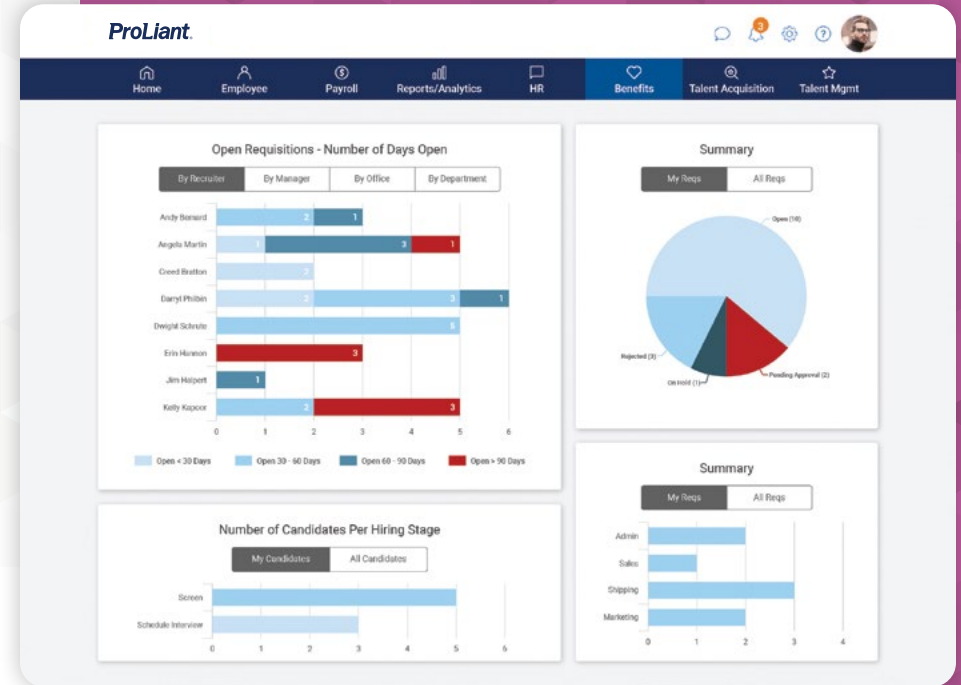 ProLiant.
3
?
Home
Employee
Payroll
Reports/Analytics
HR
Benefits
Talent Acquisition
Talent Mgmt
Open Requisitions - Number of Days Open
By Recruiter
By Manager
By Office
By Department
Andy Bernard 2 1
Angela Martin 1 3 1
Creed Bratton 2
Darryl Philbin 2 3 1
Dwight Schrute 5
Erin Hannon 3
Jim Halpert 1
Kelly Kapoor 2 3
0 1 2 3 4 5 6
Open < 30 Days
Open 30 - 60 Days
Open 60 - 90 Days
Open > 90 Days
Summary
My Reqs
All Reqs
Open (10)
Rejected (3)
On Hold (1)
Pending Approval (2)
Number of Candidates Per Hiring Stage
My Candidates
All Candidates
Screen
Schedule Interview
0 1 2 3 4 5 6
Summary
My Reqs
All Reqs
Admin
Sales
Shipping
Marketing
0 1 2 3 4